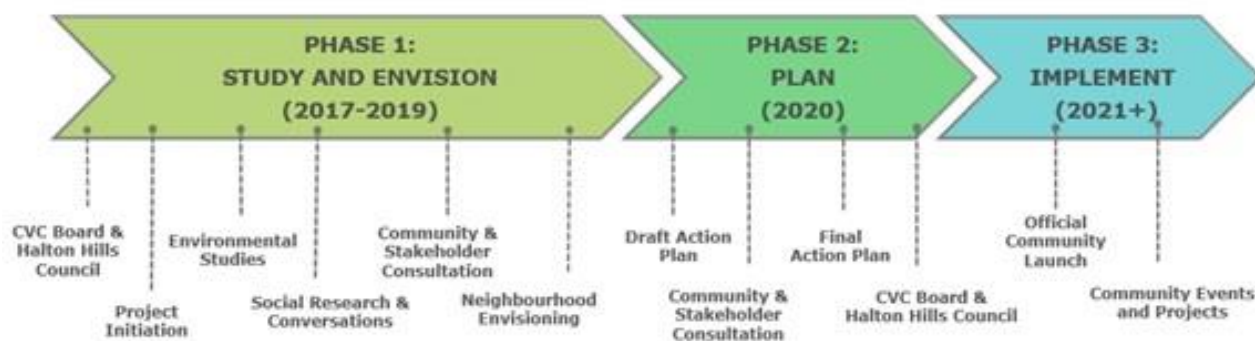 PHASE 1:
STUDY AND ENVISION
(2017-2019)
PHASE 2:
PLAN
(2020)
PHASE 3:
IMPLEMENT
(2021+)
CVC Board &
Halton Hills
Council
Project
Initiation
Environmental
Studies
Social Research &
Conversations
Community &
Stakeholder
Consultation
Neighbourhood
Envisioning
Draft Action
Plan
Community &
Stakeholder
Consultation
Final
Action Plan
CVC Board &
Halton Hills Council
Official
Community
Launch
Community Events
and Projects